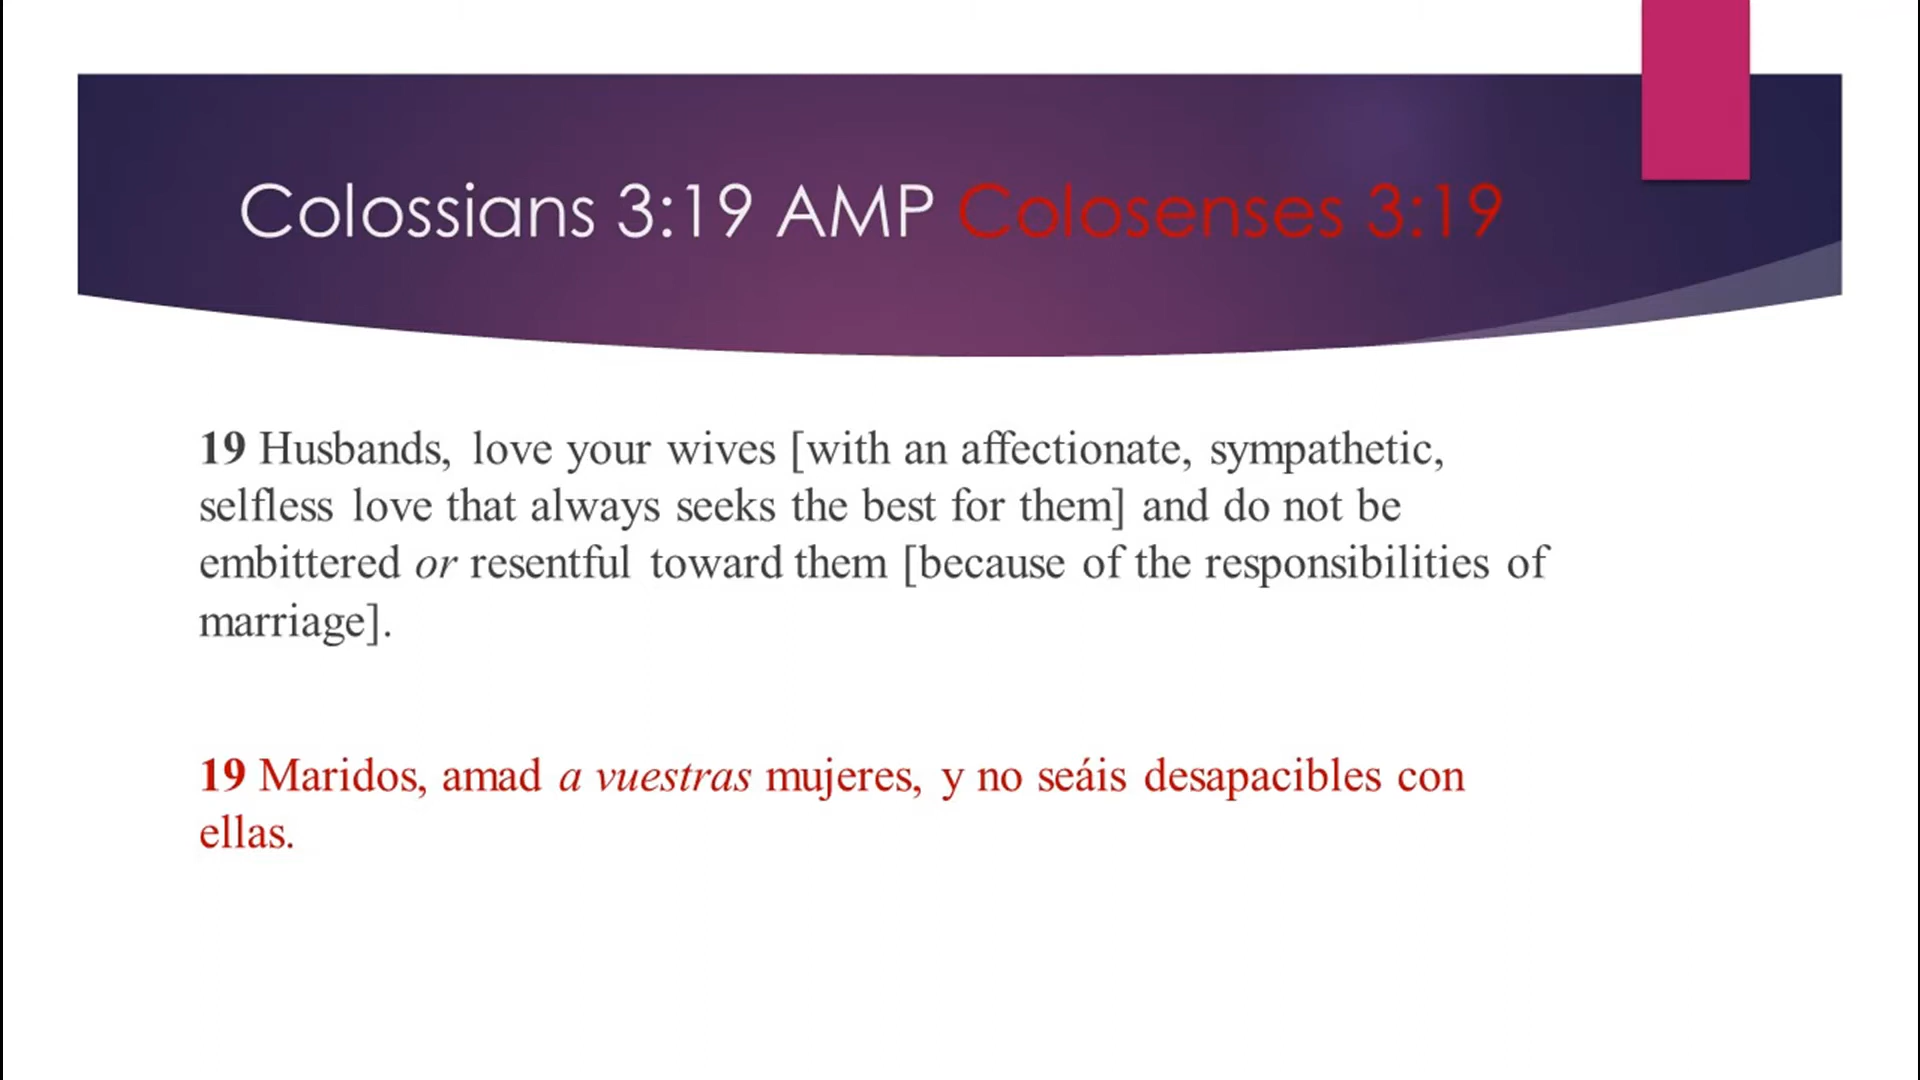 Colossians 3:19 AMP Colosenses 3:19
19 Husbands, love your wives [with an affectionate, sympathetic,
selfless love that always seeks the best for them] and do not be
embittered or resentful toward them [because of the responsibilities of
marriage].
19 Maridos, amad a vuestras mujeres, y no seáis desapacibles con
ellas.